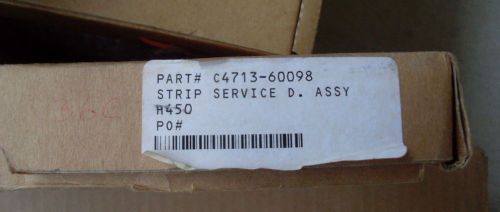 PART# C4713-60098
STRIP SERVICE D. ASSY
H450
PO#